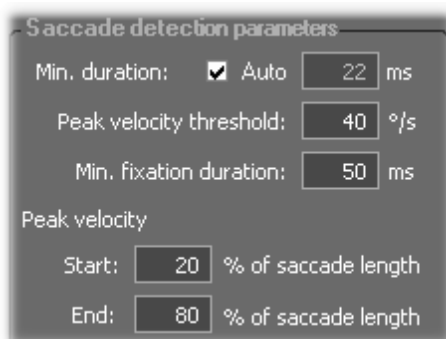 Saccade detection parameters
Min. duration: Auto 22 ms
Peak velocity threshold: 40 °/s
Min. fixation duration: 50 ms
Peak velocity
Start: 20 % of saccade length
End: 80 % of saccade length